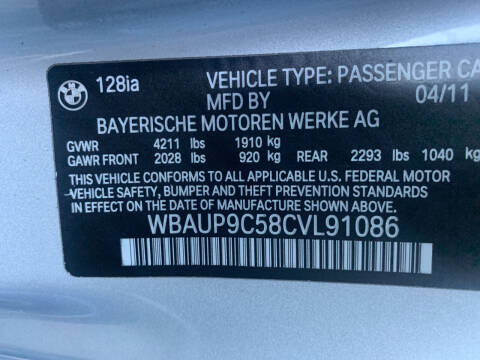 BMW
128ia
VEHICLE TYPE: PASSENGER CA
MFD BY 04/11
BAYERISCHE MOTOREN WERKE AG
GVWR 4211 lbs 1910 kg
GAWR FRONT 2028 lbs 920 kg REAR 2293 lbs 1040 kg
THIS VEHICLE CONFORMS TO ALL APPLICABLE U.S. FEDERAL MOTOR
VEHICLE SAFETY, BUMPER AND THEFT PREVENTION STANDARDS
IN EFFECT ON THE DATE OF MANUFACTURE SHOWN ABOVE.
WBAUP9C58CVL91086